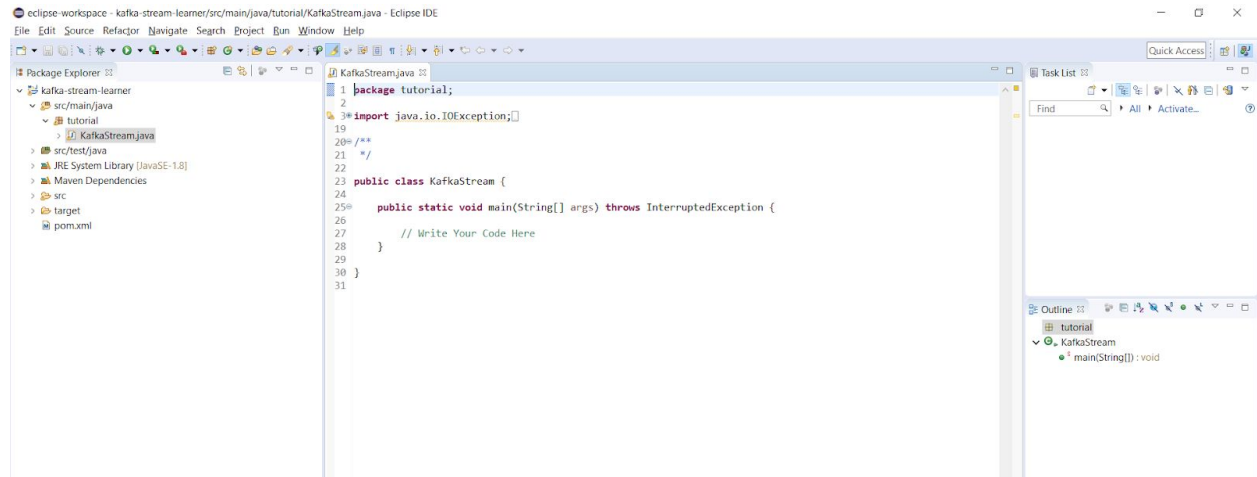 eclipse-workspace - kafka-stream-learner/src/main/java/tutorial/KafkaStream.java - Eclipse IDE
File Edit Source Refactor Navigate Search Project Run Window Help
Quick Access
Package Explorer
kafka-stream-learner
src/main/java
tutorial
KafkaStream.java
src/test/java
JRE System Library [JavaSE-1.8]
Maven Dependencies
src
target
pom.xml
KafkaStream.java
1 package tutorial;
2
3 import java.io.IOException;
19
20 /**
21 */
22
23 public class KafkaStream {
24
25 public static void main(String[] args) throws InterruptedException {
26
27 // Write Your Code Here
28 }
29
30 }
31
Task List
Find All Activate...
Outline
tutorial
KafkaStream
main(String[]) : void